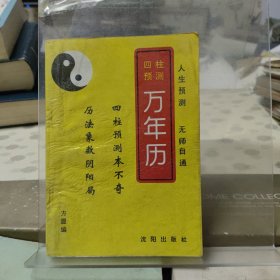 四柱
预测
万年历
人生预测 无师自通
四柱预测本不奇
历法象数阴阳局
方圆编
沈阳出版社